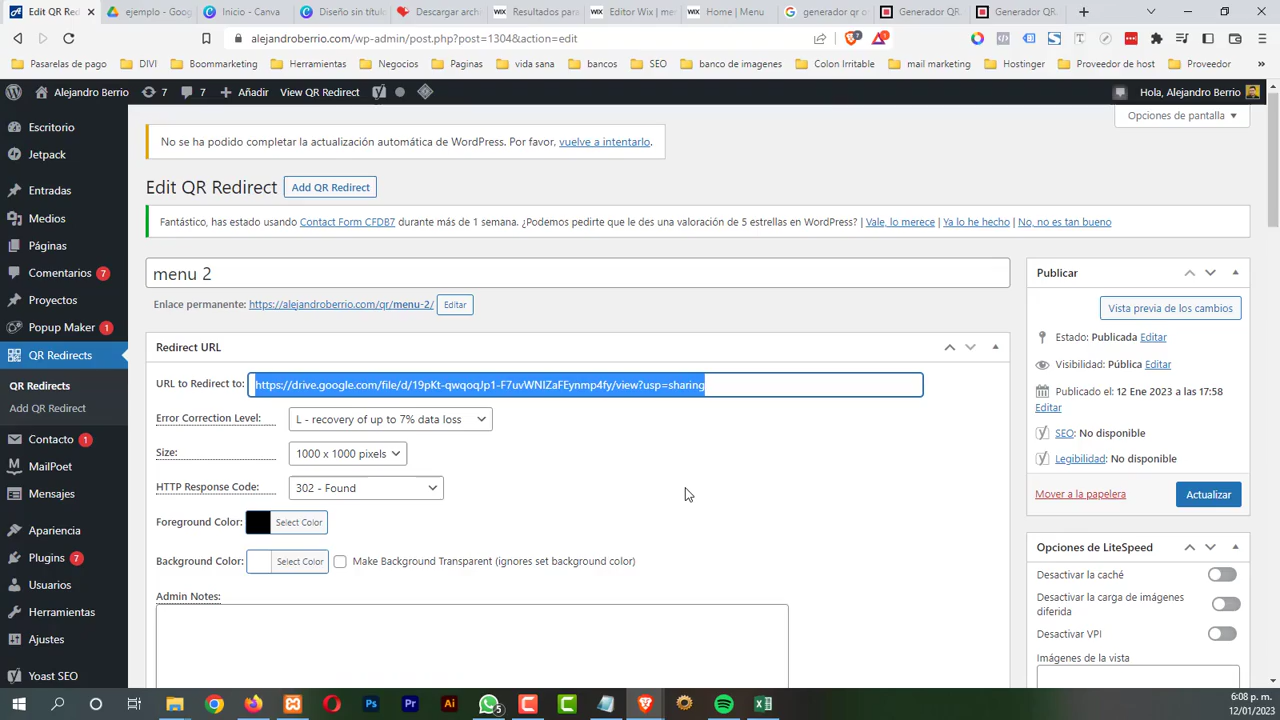 Edit QR Red
ejemplo - Goog
Inicio - Canva
Diseño sin títul
Descargar arch
Resultados para
Editor Wix | me
Home | Menu
generador qr o
Generador QR
Generador QR
alejandroberrio.com/wp-admin/post.php?post=1304&action=edit
Pasarelas de pago
DIVI
Boommarketing
Herramientas
Negocios
Paginas
vida sana
bancos
SEO
banco de imagenes
Colon Irritable
mail marketing
Hostinger
Proveedor de host
Proveedor
Alejandro Berrio
7
7
Añadir
View QR Redirect
Hola, Alejandro Berrio
Opciones de pantalla
Escritorio
Jetpack
Entradas
Medios
Páginas
Comentarios 7
Proyectos
Popup Maker 1
QR Redirects
QR Redirects
Add QR Redirect
Contacto 1
MailPoet
Mensajes
Apariencia
Plugins 7
Usuarios
Herramientas
Ajustes
Yoast SEO
No se ha podido completar la actualización automática de WordPress. Por favor, vuelve a intentarlo.
Edit QR Redirect
Add QR Redirect
Fantástico, has estado usando Contact Form CFDB7 durante más de 1 semana. ¿Podemos pedirte que le des una valoración de 5 estrellas en WordPress? | Vale, lo merece | Ya lo he hecho | No, no es tan bueno
menu 2
Enlace permanente: https://alejandroberrio.com/qr/menu-2/ Editar
Redirect URL
URL to Redirect to: https://drive.google.com/file/d/19pKt-qwqoqJp1-F7uvWNIZaFEynmp4fy/view?usp=sharing
Error Correction Level: L - recovery of up to 7% data loss
Size: 1000 x 1000 pixels
HTTP Response Code: 302 - Found
Foreground Color: Select Color
Background Color: Select Color Make Background Transparent (ignores set background color)
Admin Notes:
Publicar
Vista previa de los cambios
Estado: Publicada Editar
Visibilidad: Pública Editar
Publicada el: 12 Ene 2023 a las 17:58
Editar
SEO: No disponible
Legibilidad: No disponible
Mover a la papelera
Actualizar
Opciones de LiteSpeed
Desactivar la caché
Desactivar la carga de imágenes
diferida
Desactivar VPI
Imágenes de la vista
5
6:08 p. m.
12/01/2023